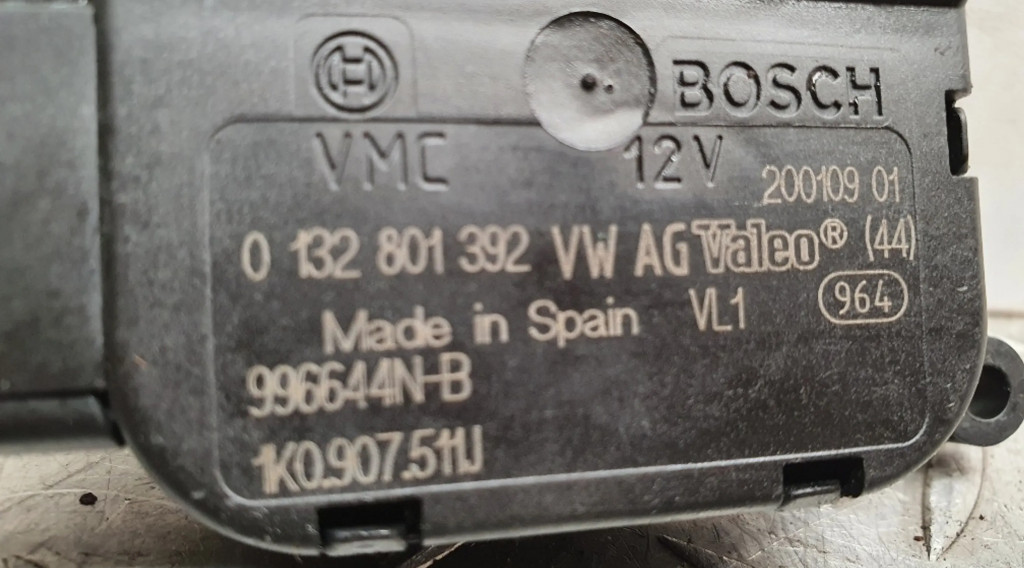 BOSCH
VMC 12V
200109 01
0 132 801 392 VW AG Valeo® (44)
Made in Spain VL1 964
996644N-B
1K0.907.511J